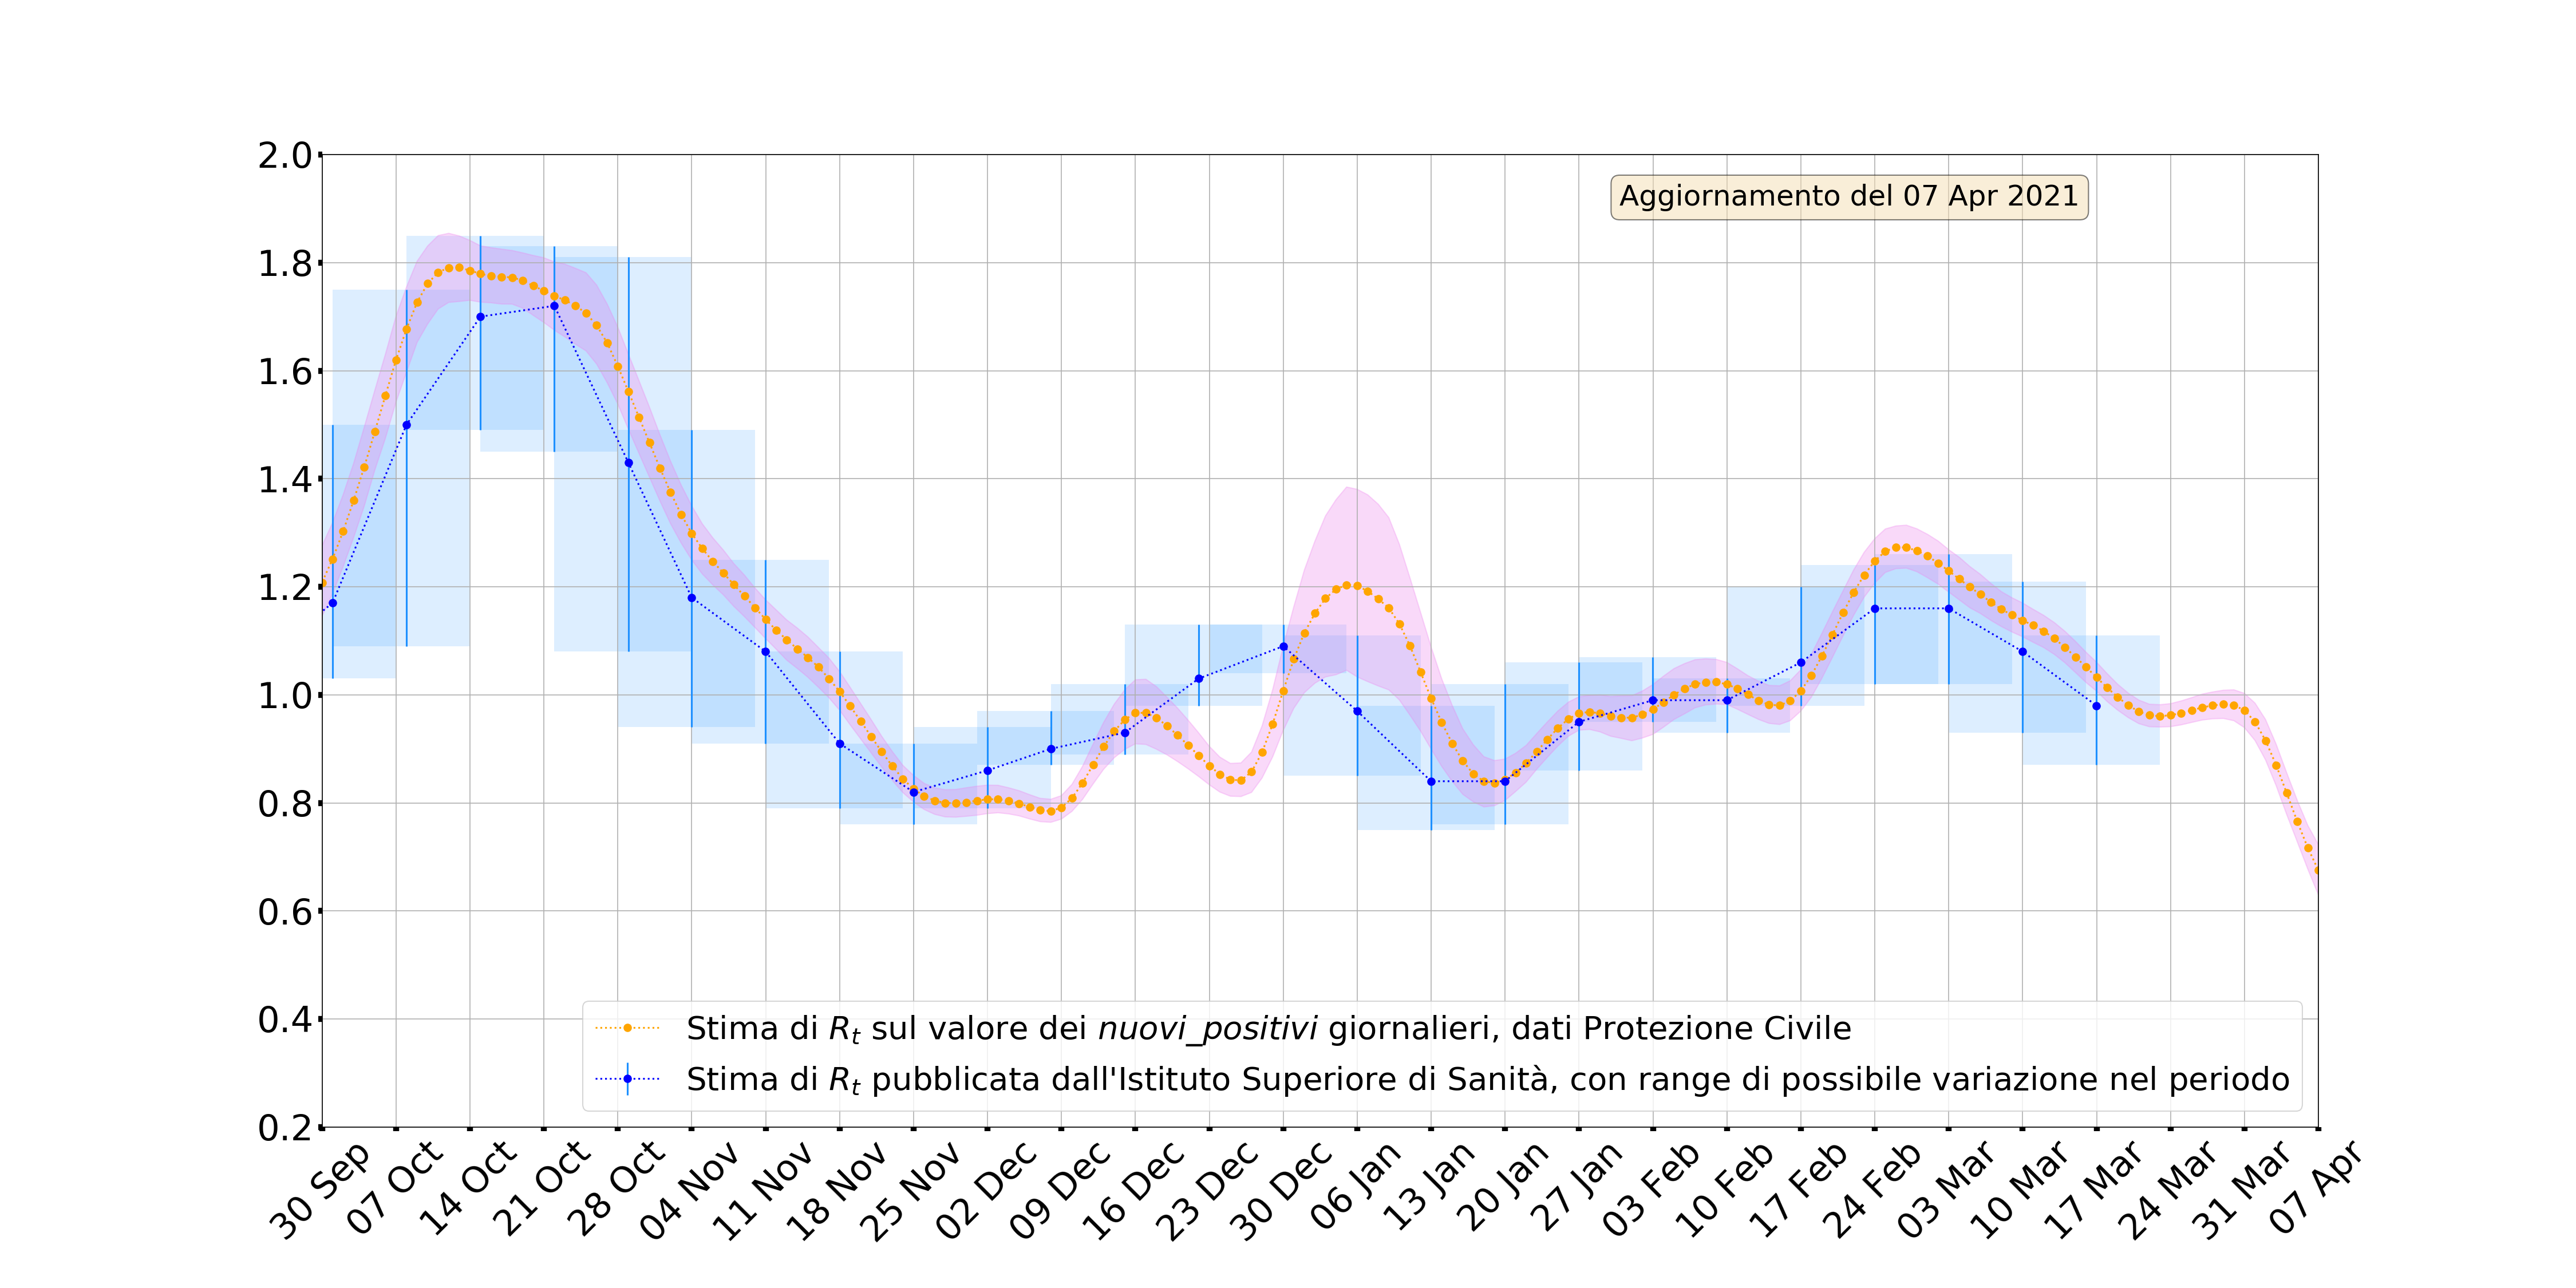 Aggiornamento del 07 Apr 2021
2.0
1.8
1.6
1.4
1.2
1.0
0.8
0.6
0.4
0.2
Stima di R_t sul valore dei nuovi_positivi giornalieri, dati Protezione Civile
Stima di R_t pubblicata dall'Istituto Superiore di Sanità, con range di possibile variazione nel periodo
30 Sep
07 Oct
14 Oct
21 Oct
28 Oct
04 Nov
11 Nov
18 Nov
25 Nov
02 Dec
09 Dec
16 Dec
23 Dec
30 Dec
06 Jan
13 Jan
20 Jan
27 Jan
03 Feb
10 Feb
17 Feb
24 Feb
03 Mar
10 Mar
17 Mar
24 Mar
31 Mar
07 Apr